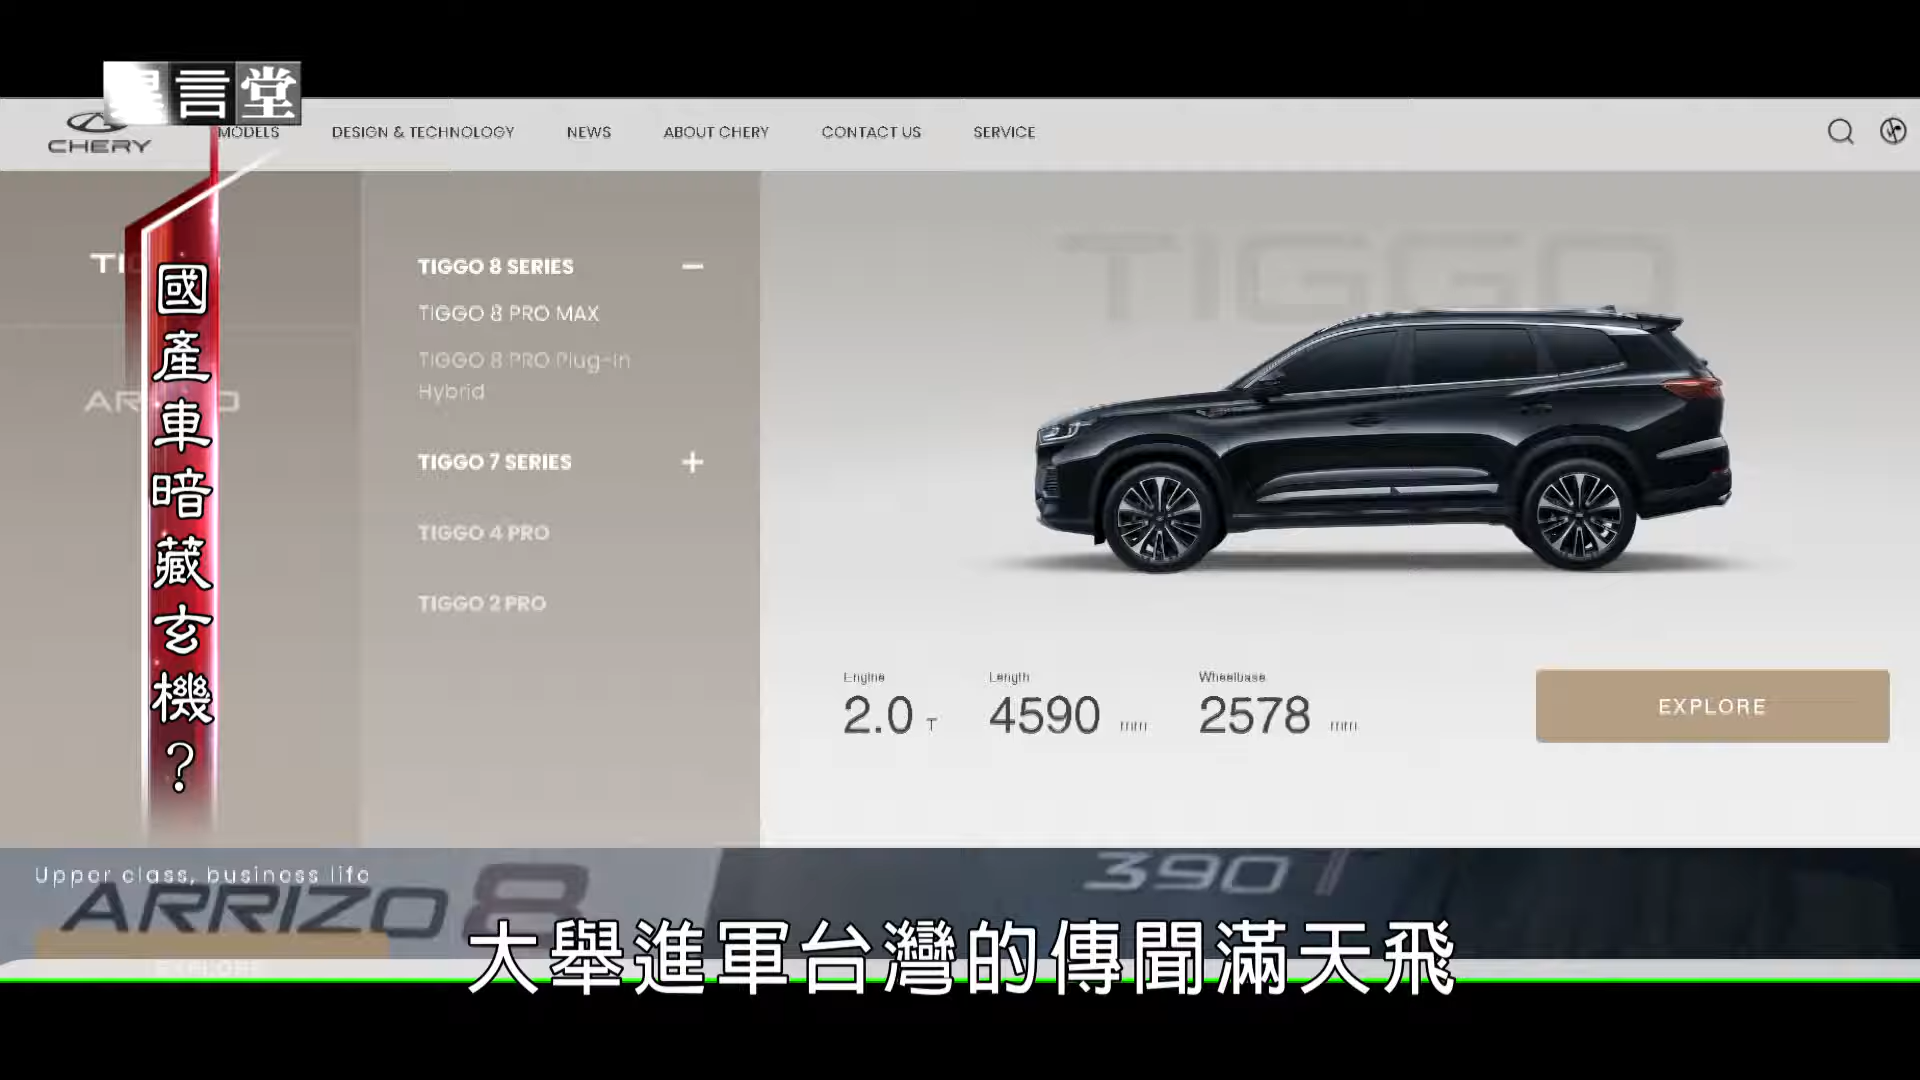 言堂
CHERY
MODELS
DESIGN & TECHNOLOGY
NEWS
ABOUT CHERY
CONTACT US
SERVICE
國產車暗藏玄機？
TIGGO
TIGGO 8 SERIES
TIGGO 8 PRO MAX
TIGGO 8 PRO Plug-in
Hybrid
TIGGO 7 SERIES
TIGGO 4 PRO
TIGGO 2 PRO
Engine
2.0 T
Length
4590 mm
Wheelbase
2578 mm
EXPLORE
Upper class, business life
ARRIZO 8
390T
EXPLORE
大舉進軍台灣的傳聞滿天飛